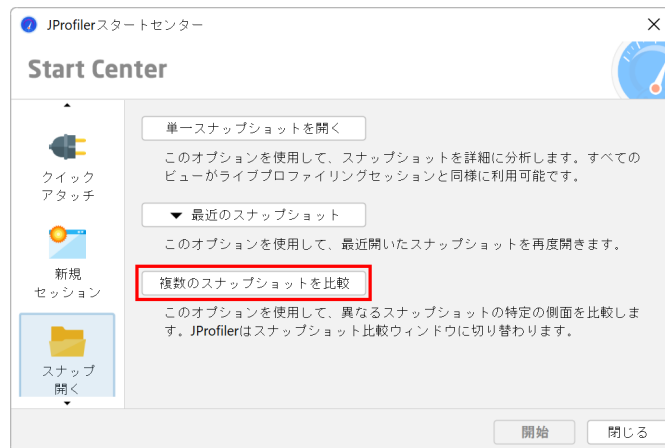 JProfilerスタートセンター
Start Center
クイック
アタッチ
新規
セッション
スナップ
開く
単一スナップショットを開く
このオプションを使用して、スナップショットを詳細に分析します。すべての
ビューがライブプロファイリングセッションと同様に利用可能です。
最近のスナップショット
このオプションを使用して、最近開いたスナップショットを再度開きます。
複数のスナップショットを比較
このオプションを使用して、異なるスナップショットの特定の側面を比較しま
す。JProfilerはスナップショット比較ウィンドウに切り替わります。
開始
閉じる